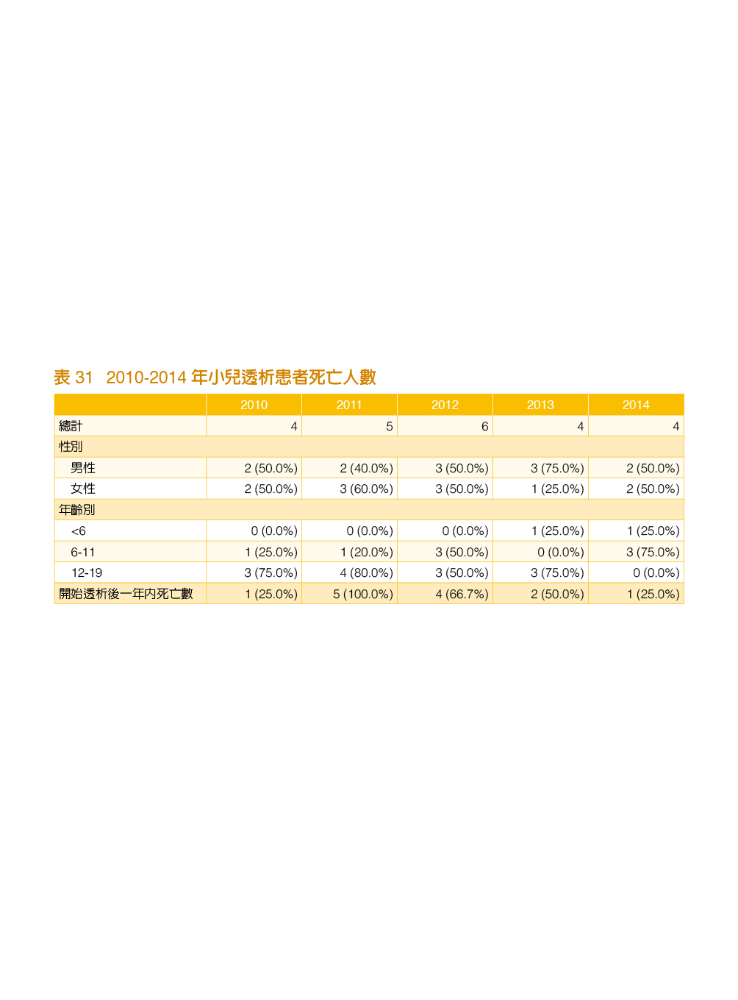 表 31 2010-2014 年小兒透析患者死亡人數
2010 2011 2012 2013 2014
總計 4 5 6 4 4
性別
男性 2 (50.0%) 2 (40.0%) 3 (50.0%) 3 (75.0%) 2 (50.0%)
女性 2 (50.0%) 3 (60.0%) 3 (50.0%) 1 (25.0%) 2 (50.0%)
年齡別
<6 0 (0.0%) 0 (0.0%) 0 (0.0%) 1 (25.0%) 1 (25.0%)
6-11 1 (25.0%) 1 (20.0%) 3 (50.0%) 0 (0.0%) 3 (75.0%)
12-19 3 (75.0%) 4 (80.0%) 3 (50.0%) 3 (75.0%) 0 (0.0%)
開始透析後一年内死亡數 1 (25.0%) 5 (100.0%) 4 (66.7%) 2 (50.0%) 1 (25.0%)